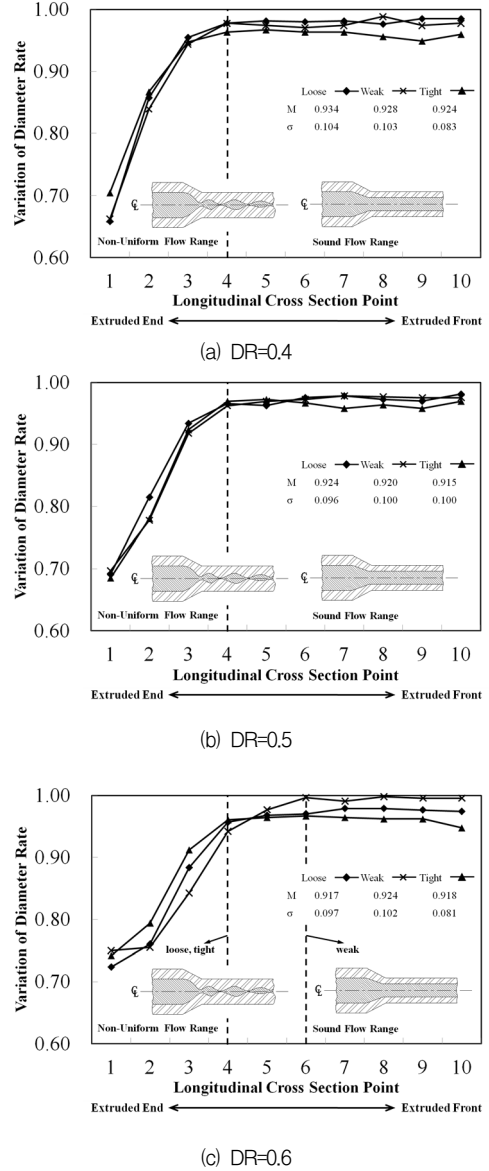 Variation of Diameter Rate
1.00
0.90
0.80
0.70
0.60
Loose Weak Tight
M 0.934 0.928 0.924
σ 0.104 0.103 0.083
℄ ℄
Non-Uniform Flow Range Sound Flow Range
1 2 3 4 5 6 7 8 9 10
Longitudinal Cross Section Point
Extruded End Extruded Front
(a) DR=0.4
Variation of Diameter Rate
1.00
0.90
0.80
0.70
0.60
Loose Weak Tight
M 0.924 0.920 0.915
σ 0.096 0.100 0.100
℄ ℄
Non-Uniform Flow Range Sound Flow Range
1 2 3 4 5 6 7 8 9 10
Longitudinal Cross Section Point
Extruded End Extruded Front
(b) DR=0.5
Variation of Diameter Rate
1.00
0.90
0.80
0.70
0.60
Loose Weak Tight
M 0.917 0.924 0.918
σ 0.097 0.102 0.081
loose, tight weak
℄ ℄
Non-Uniform Flow Range Sound Flow Range
1 2 3 4 5 6 7 8 9 10
Longitudinal Cross Section Point
Extruded End Extruded Front
(c) DR=0.6